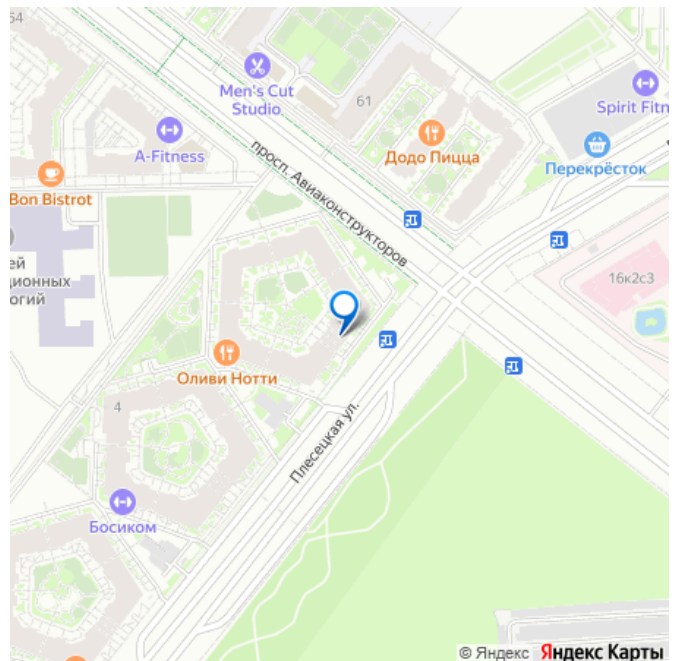 54
Men's Cut
Studio
61
Spirit Fitn
A-Fitness
Додо Пицца
Перекрёсток
просп. Авиаконструкторов
Bon Bistrot
ей
ционных
огий
16к2с3
Оливи Нотти
4
Плесецкая ул.
Босиком
© Яндекс Яндекс Карты